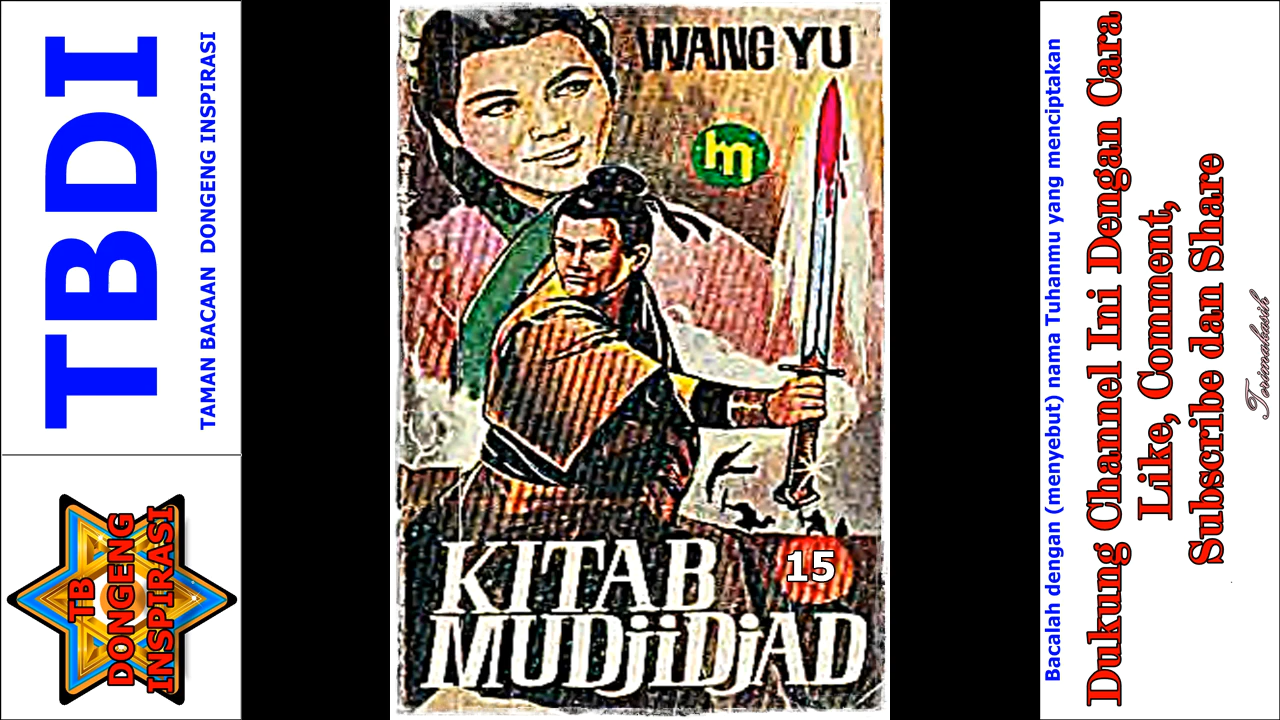 TBDI
TAMAN BACAAN DONGENG INSPIRASI
TB
DONGENG
INSPIRASI
WANG YU
hm
15
KITAB
MUDjiDjAD
Bacalah dengan (menyebut) nama Tuhanmu yang menciptakan
Dukung Channel Ini Dengan Cara
Like, Comment,
Subscribe dan Share
Terimakasih